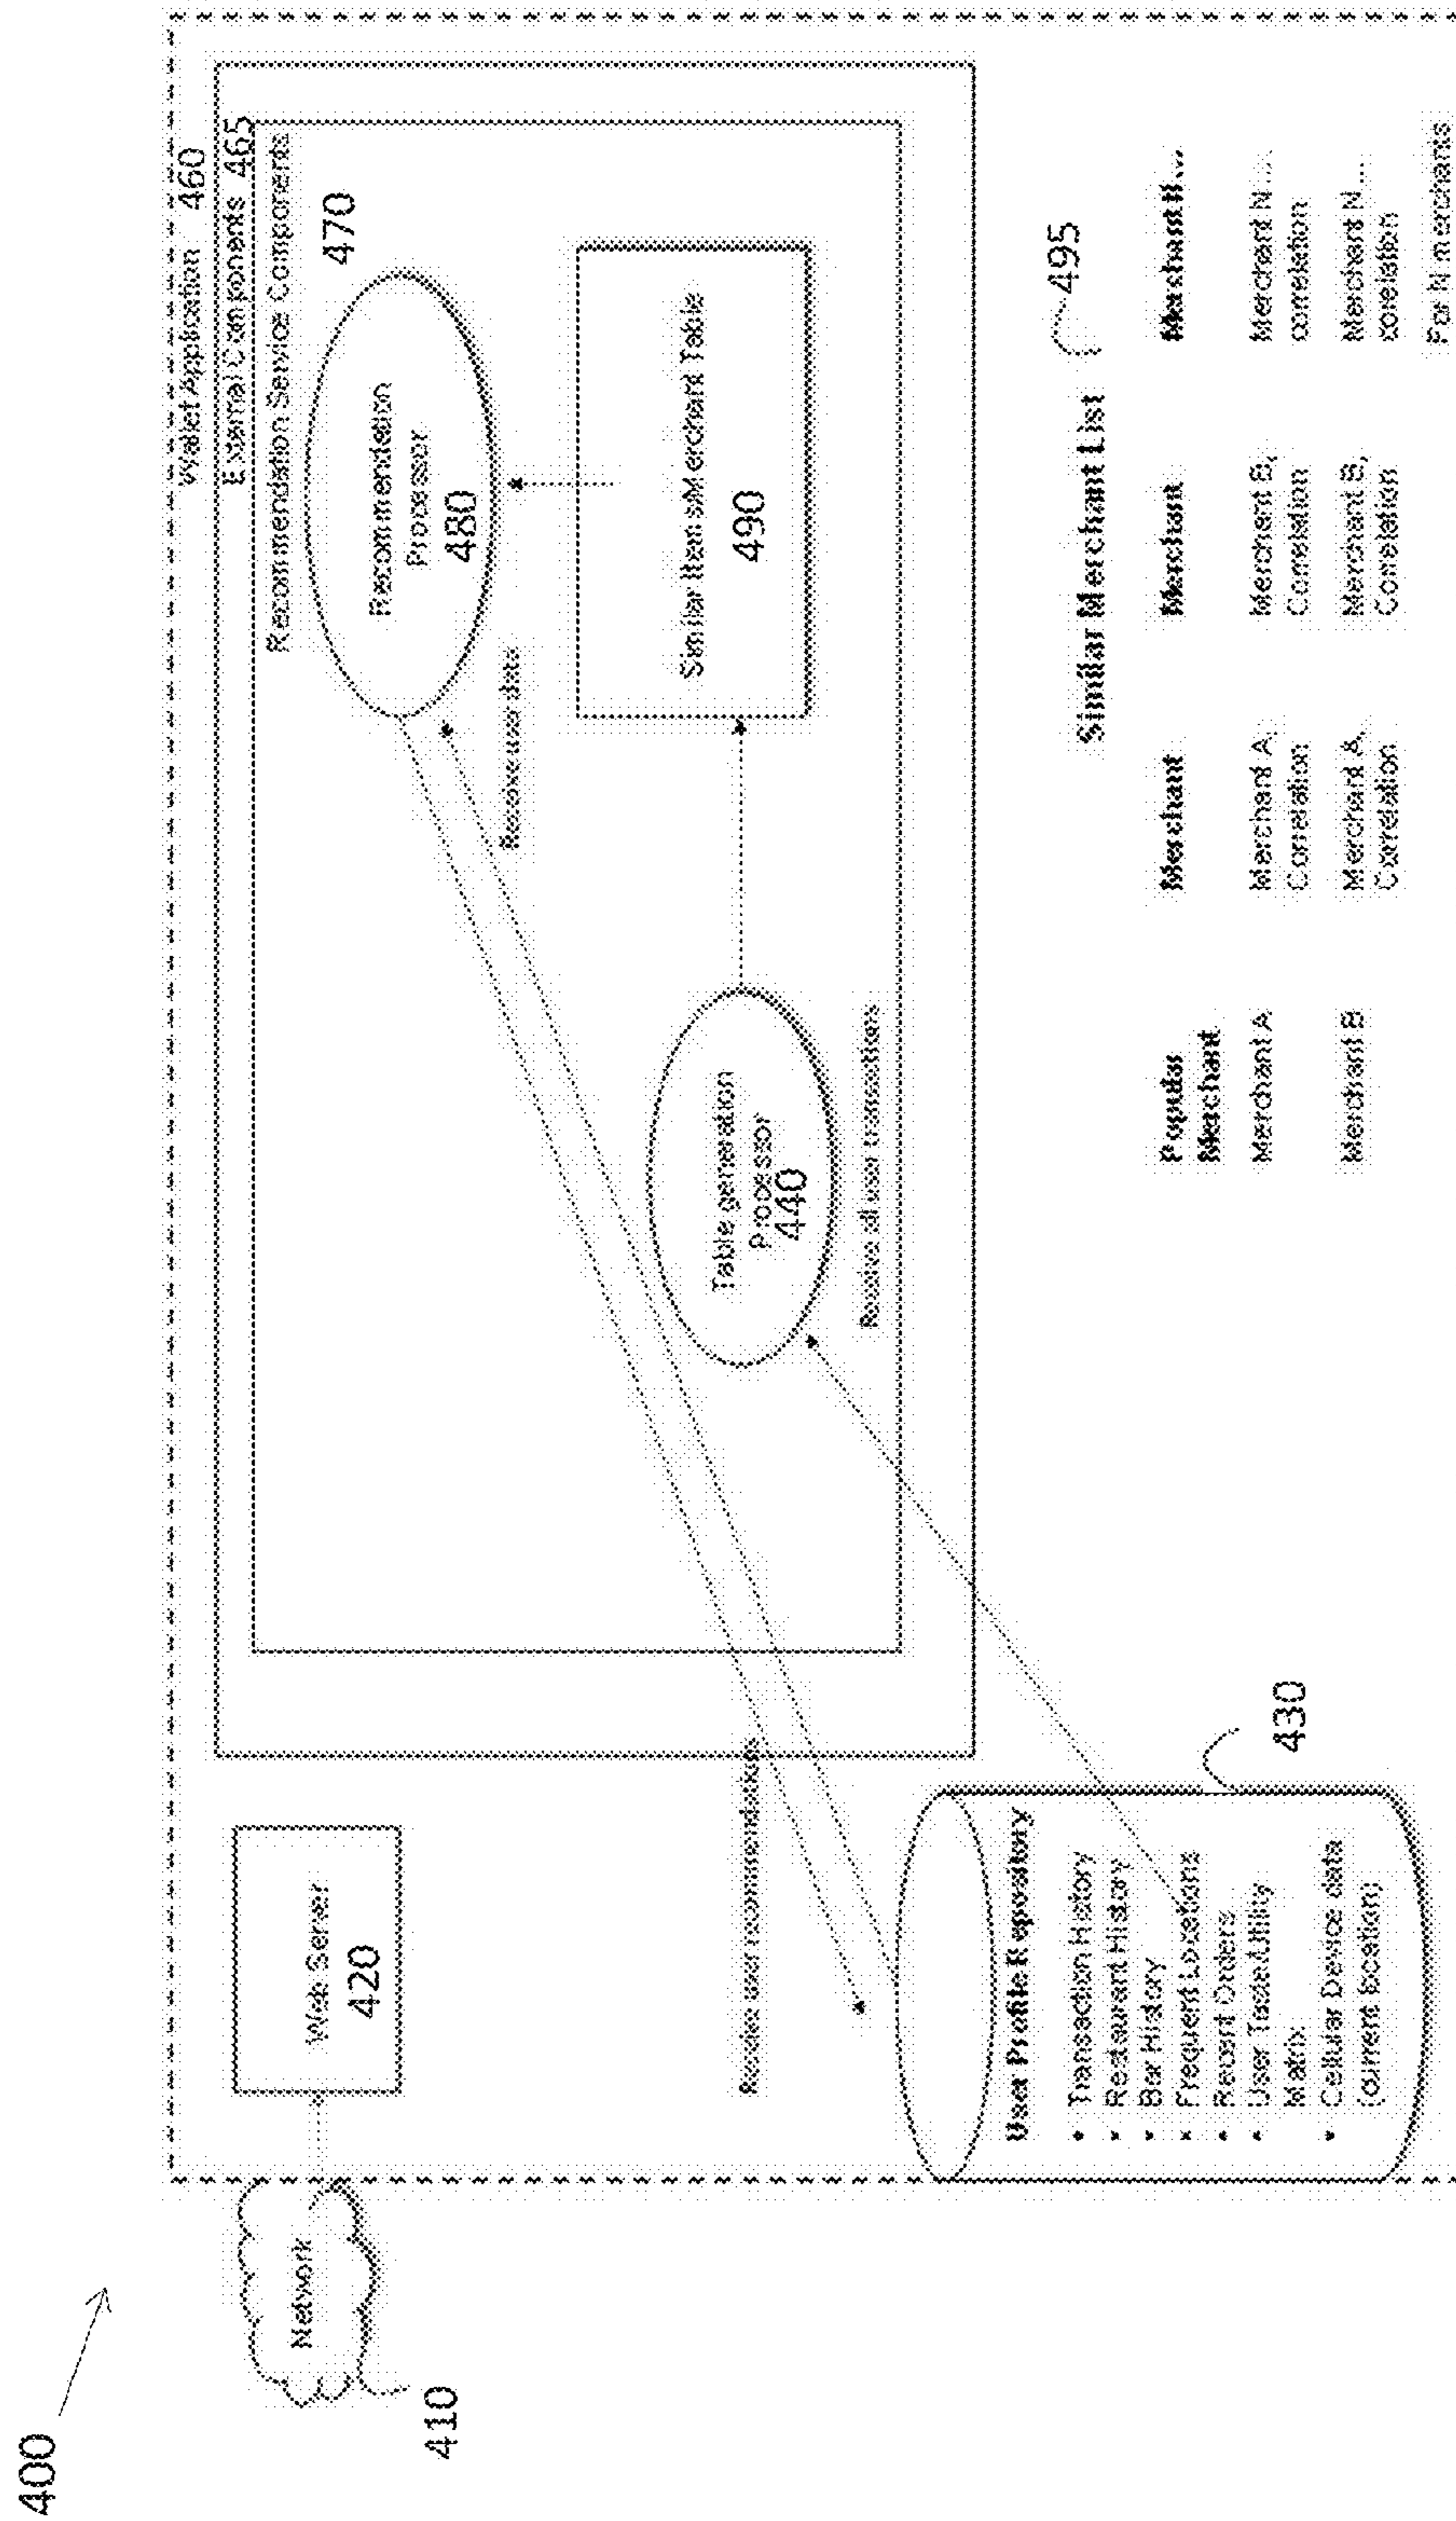 400
Wallet Application 460
External Components 465
Recommendation Service Components
470
Network
410
Web Server
420
Recommendation
Processor
480
Receive user data
Similar Items/Merchant Table
490
Table generation
Processor
440
Receive all user transactions
Receive user recommendations
User Profile Repository
• Transaction History
• Restaurant History
• Bar History
• Frequent Locations
• Recent Orders
• User Taste Utility
Matrix
• Cellular Device data
(current location)
430
Similar Merchant List
495
Popular
Merchant
Merchant
Merchant
Merchant N...
Merchant A
Merchant A,
Correlation
Merchant B,
Correlation
Merchant N ...
correlation
Merchant B
Merchant A,
Correlation
Merchant B,
Correlation
Merchant N ...
correlation
For N merchants